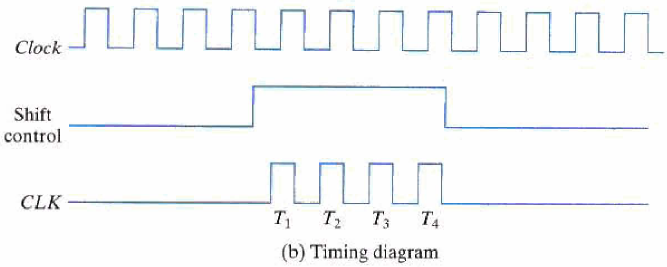 Clock
Shift
control
CLK
T₁ T₂ T₃ T₄
(b) Timing diagram